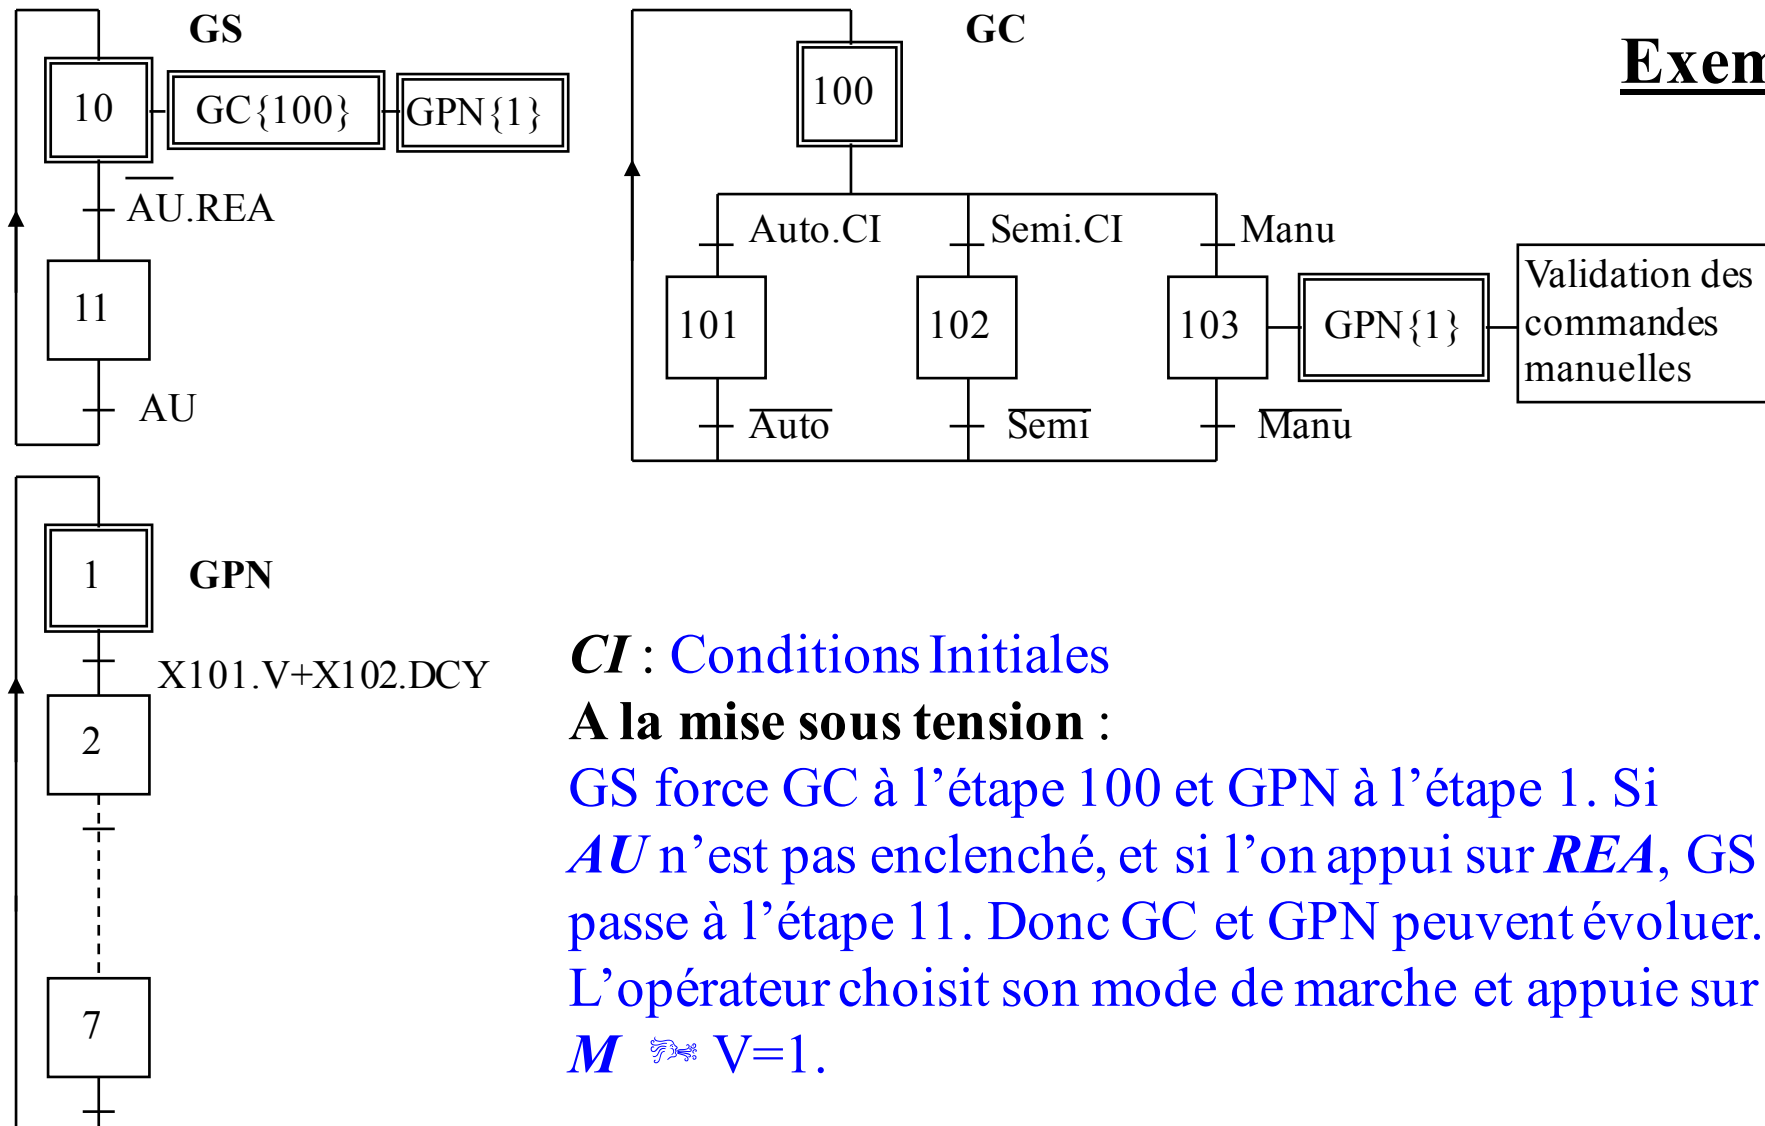 GS
10
GC{100}
GPN{1}
A̅U̅.REA
11
AU
GC
100
Auto.CI
Semi.CI
Manu
101
102
103
GPN{1}
Validation des
commandes
manuelles
A̅u̅t̅o̅
S̅e̅m̅i̅
M̅a̅n̅u̅
Exem
1
GPN
X101.V+X102.DCY
2
7
CI : Conditions Initiales
A la mise sous tension :
GS force GC à l’étape 100 et GPN à l’étape 1. Si
AU n’est pas enclenché, et si l’on appui sur REA, GS
passe à l’étape 11. Donc GC et GPN peuvent évoluer.
L’opérateur choisit son mode de marche et appuie sur
M V=1.